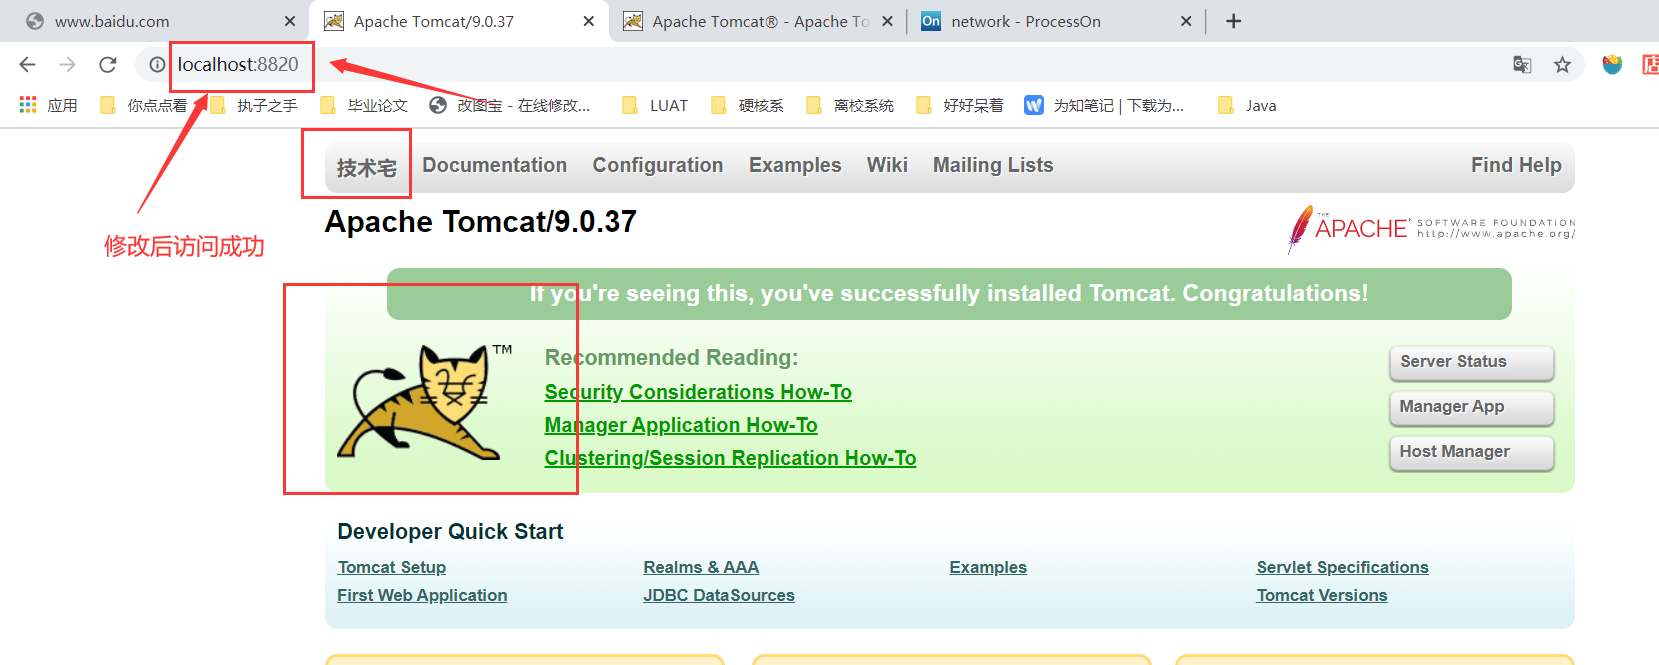 www.baidu.com
Apache Tomcat/9.0.37
Apache Tomcat® - Apache To
On
network - ProcessOn
localhost:8820
应用
你点点看
执子之手
毕业论文
改图宝 - 在线修改...
LUAT
硬核系
离校系统
好好呆着
W
为知笔记 | 下载为...
Java
技术宅
Documentation
Configuration
Examples
Wiki
Mailing Lists
Find Help
修改后访问成功
Apache Tomcat/9.0.37
THE
APACHE
SOFTWARE FOUNDATION
http://www.apache.org/
If you're seeing this, you've successfully installed Tomcat. Congratulations!
TM
Recommended Reading:
Security Considerations How-To
Manager Application How-To
Clustering/Session Replication How-To
Server Status
Manager App
Host Manager
Developer Quick Start
Tomcat Setup
Realms & AAA
Examples
Servlet Specifications
First Web Application
JDBC DataSources
Tomcat Versions